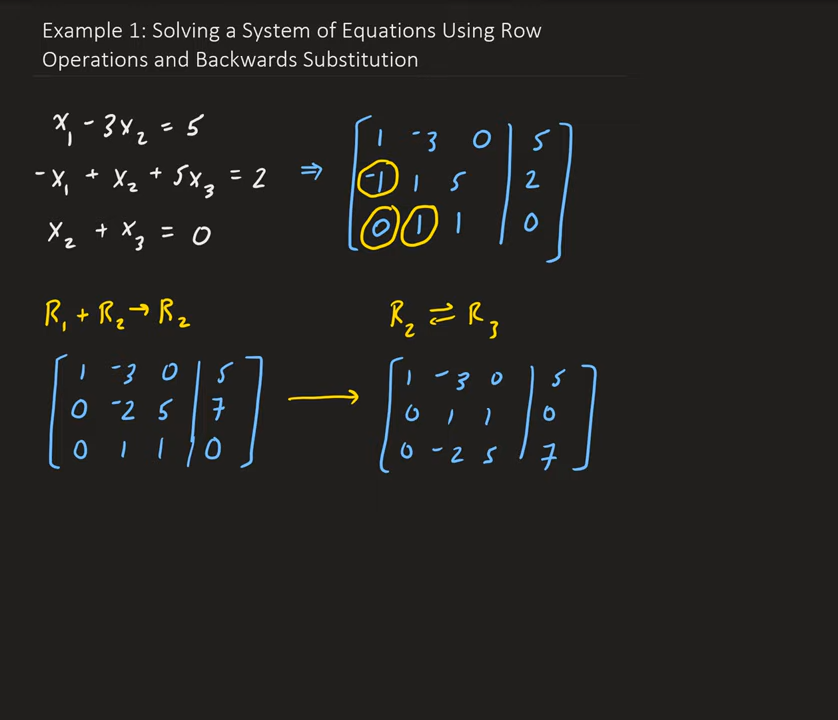 Example 1: Solving a System of Equations Using Row
Operations and Backwards Substitution
x₁ - 3x₂ = 5
-x₁ + x₂ + 5x₃ = 2
x₂ + x₃ = 0
⇒
1 -3 0 | 5
-1 1 5 | 2
0 1 1 | 0
R₁ + R₂ → R₂
1 -3 0 | 5
0 -2 5 | 7
0 1 1 | 0
→
R₂ ⇌ R₃
1 -3 0 | 5
0 1 1 | 0
0 -2 5 | 7